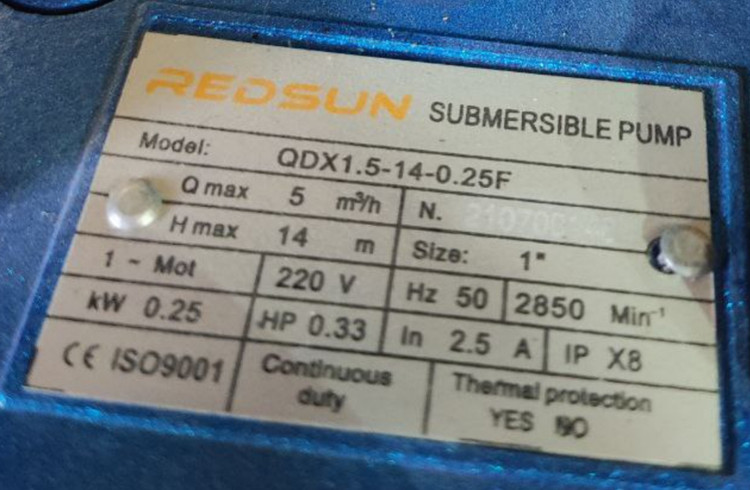 REDSUN SUBMERSIBLE PUMP
Model: QDX1.5-14-0.25F
Q max 5 m³/h N.
H max 14 m Size: 1"
1 ~ Mot 220 V Hz 50 2850 Min⁻¹
kW 0.25 HP 0.33 In 2.5 A IP X8
CE ISO9001 Continuous duty Thermal protection
YES NO